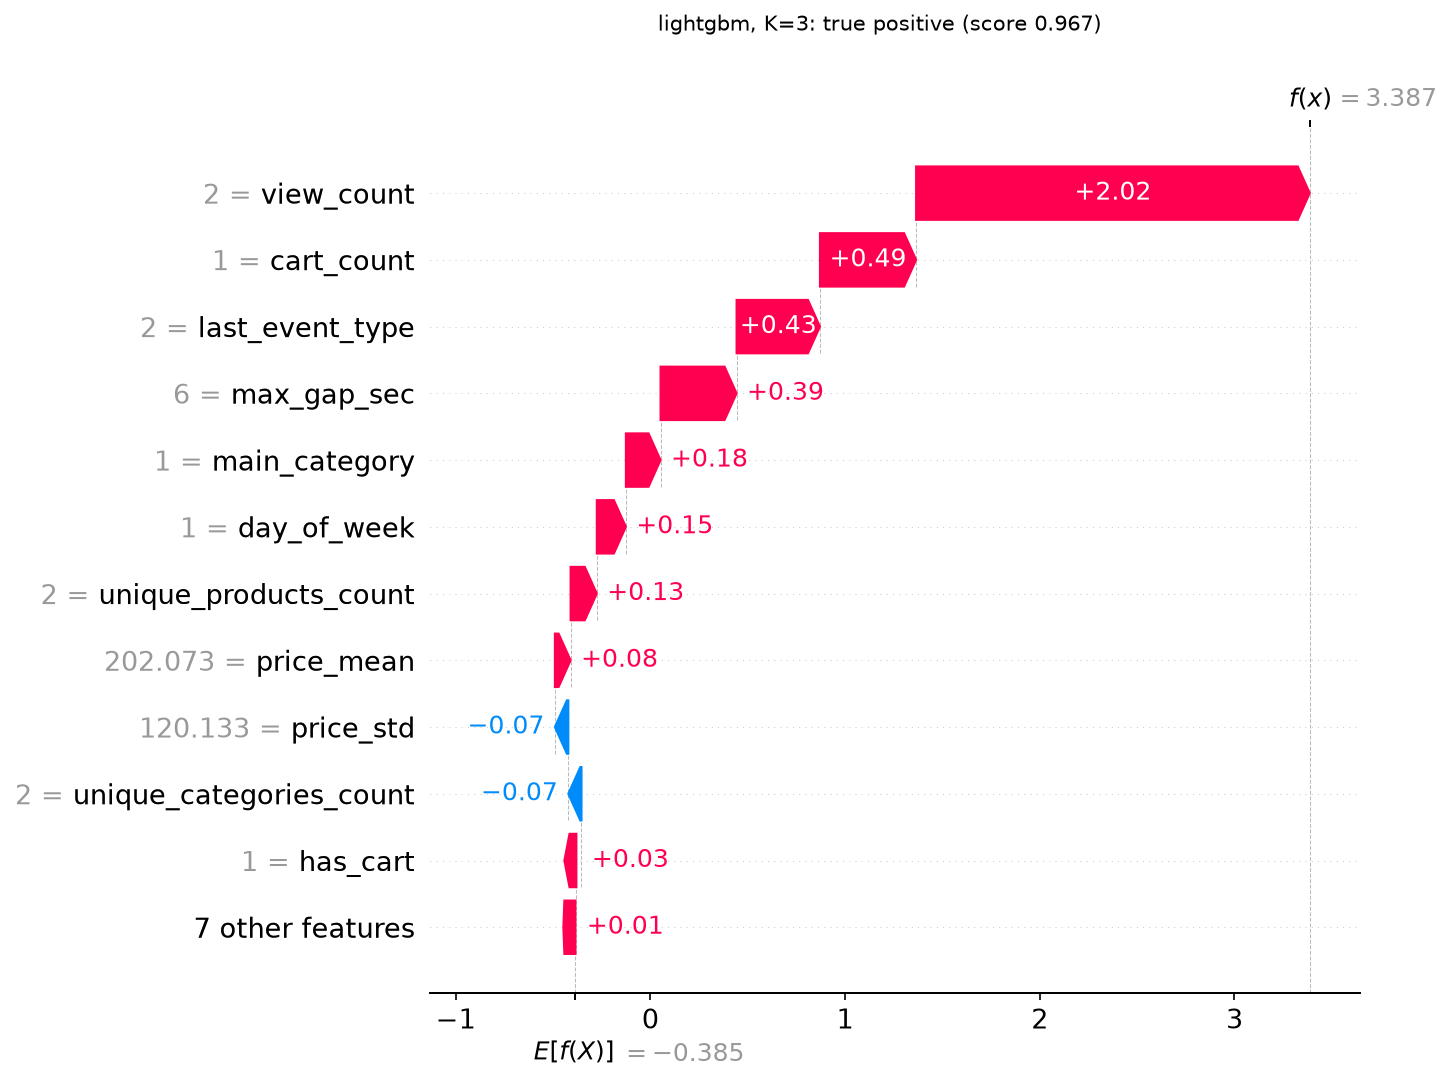 lightgbm, K=3: true positive (score 0.967)
f(x) = 3.387
2 = view_count +2.02
1 = cart_count +0.49
2 = last_event_type +0.43
6 = max_gap_sec +0.39
1 = main_category +0.18
1 = day_of_week +0.15
2 = unique_products_count +0.13
202.073 = price_mean +0.08
120.133 = price_std −0.07
2 = unique_categories_count −0.07
1 = has_cart +0.03
7 other features +0.01
−1 0 1 2 3
E[f(X)] = −0.385